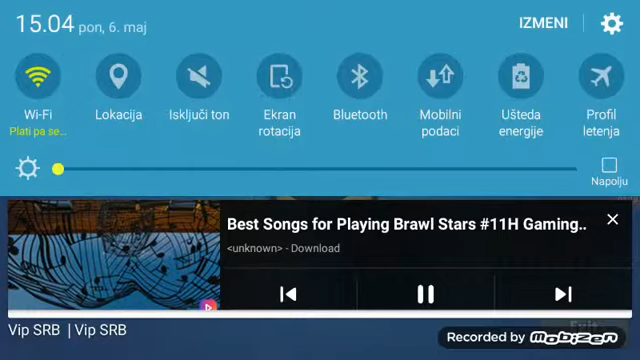 15.04 pon, 6. maj
IZMENI
Wi-Fi
Plati pa se...
Lokacija
Isključi ton
Ekran rotacija
Bluetooth
Mobilni podaci
Ušteda energije
Profil letenja
Napolju
Best Songs for Playing Brawl Stars #11H Gaming..
<unknown> - Download
Vip SRB | Vip SRB
Exit
Recorded by Mobizen